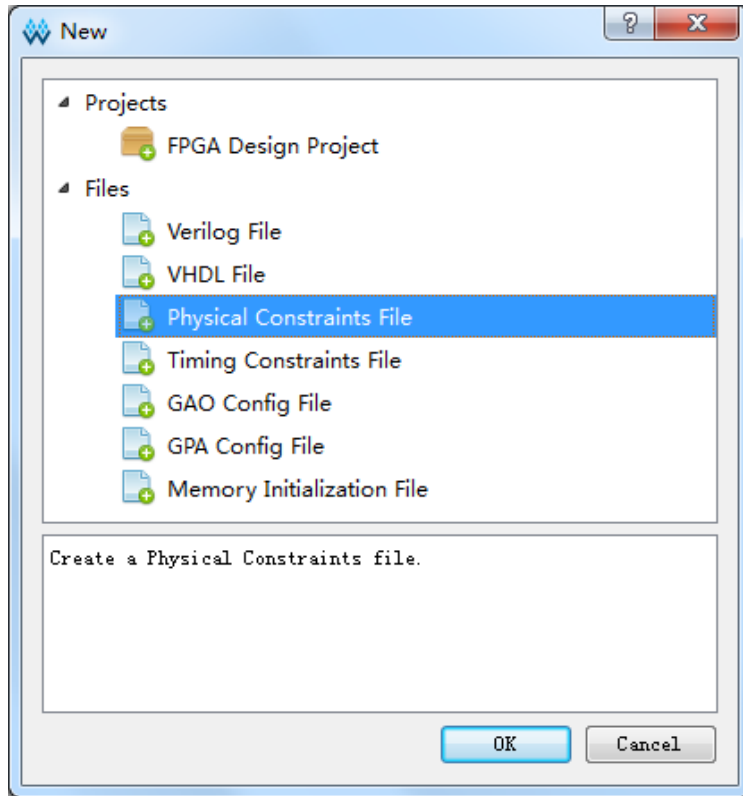 New
Projects
FPGA Design Project
Files
Verilog File
VHDL File
Physical Constraints File
Timing Constraints File
GAO Config File
GPA Config File
Memory Initialization File
Create a Physical Constraints file.
OK Cancel